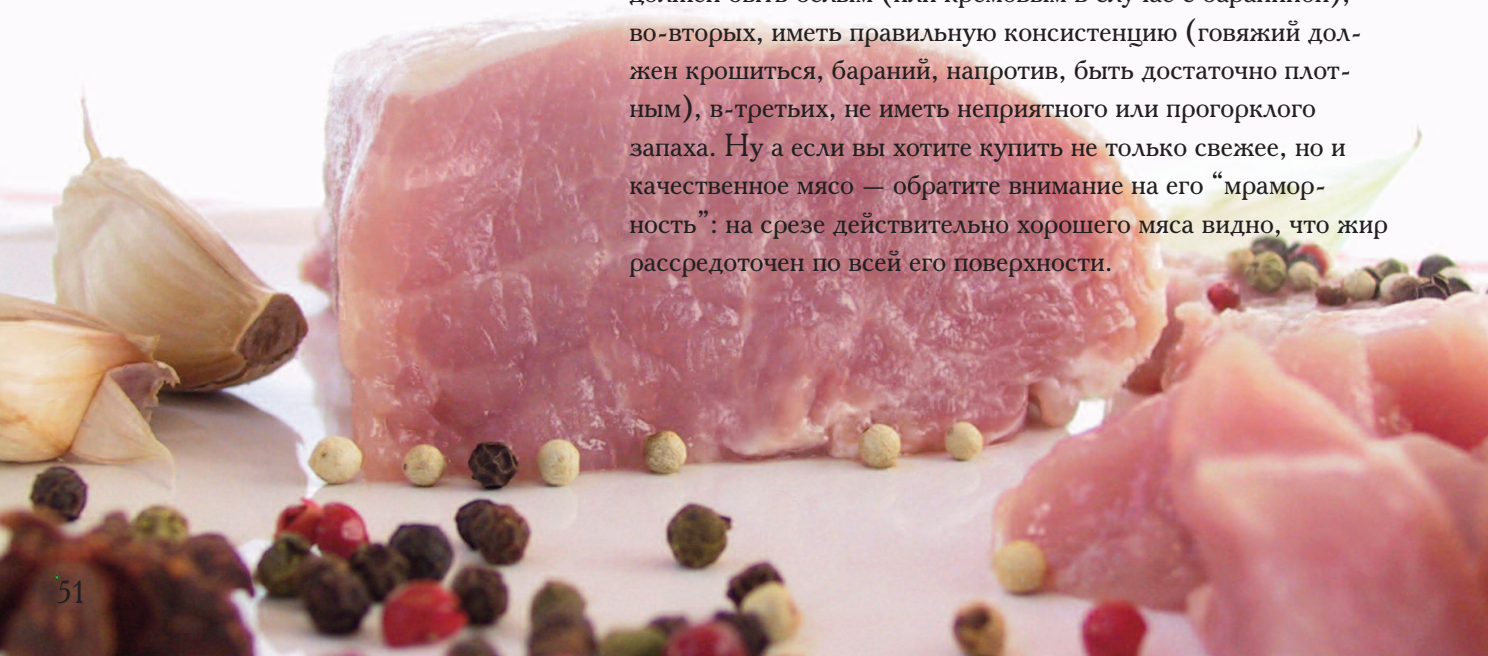 должен быть белым (или кремовым в случае с бараниной),
во-вторых, иметь правильную консистенцию (говяжий дол-
жен крошиться, бараний, напротив, быть достаточно плот-
ным), в-третьих, не иметь неприятного или прогорклого
запаха. Ну а если вы хотите купить не только свежее, но и
качественное мясо — обратите внимание на его “мрамор-
ность”: на срезе действительно хорошего мяса видно, что жир
рассредоточен по всей его поверхности.
51